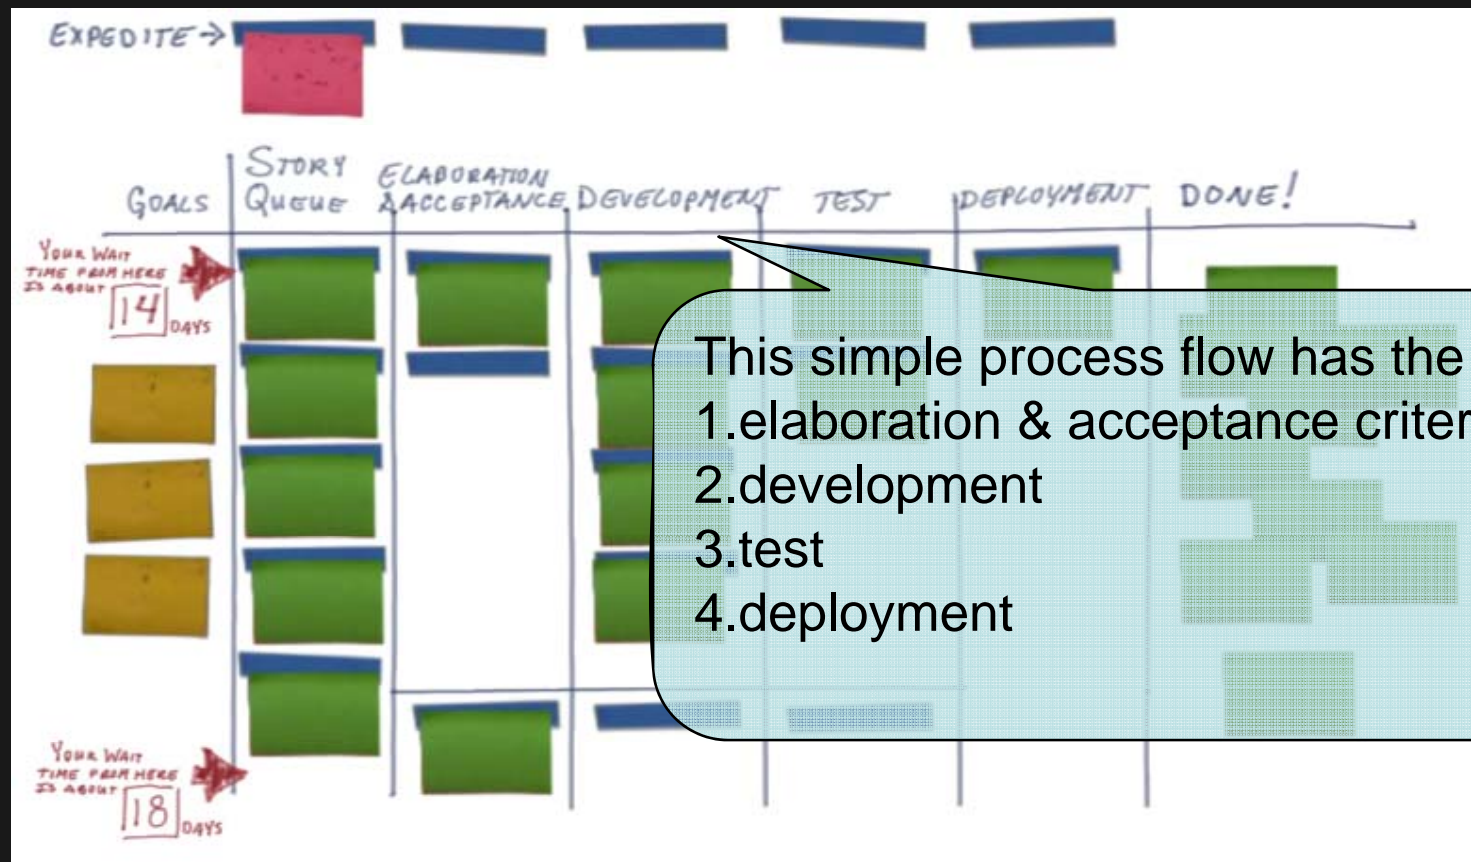 EXPEDITE →
GOALS
STORY QUEUE
ELABORATION & ACCEPTANCE
DEVELOPMENT
TEST
DEPLOYMENT
DONE!
YOUR WAIT
TIME FROM HERE
IS ABOUT
14 DAYS
This simple process flow has the
1.elaboration & acceptance criter
2.development
3.test
4.deployment
YOUR WAIT
TIME FROM HERE
IS ABOUT
18 DAYS